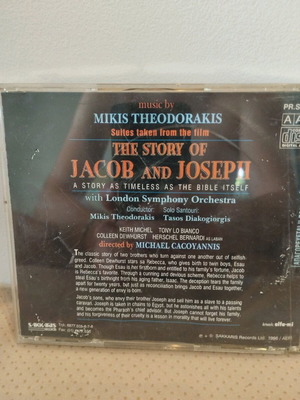 music by
MIKIS THEODORAKIS
Suites taken from the film
THE STORY OF
JACOB AND JOSEPH
A STORY AS TIMELESS AS THE BIBLE ITSELF
with London Symphony Orchestra
Conductor: Solo Santouri:
Mikis Theodorakis Tasos Diakogiorgis
KEITH MICHEL TONY LO BIANCO
COLLEEN DEWHURST HERSCHEL BERNARDI AS LABAN
directed by MICHAEL CACOYANNIS
The classic story of two brothers who turn against one another out of selfish
greed. Colleen Dewhurst stars as Rebecca, who gives birth to twin boys, Esau
and Jacob. Though Esau is first born and entitled to his family's fortune, Jacob
is Rebecca's favorite. Through a cunning and devious scheme, Rebecca helps to
steal Esau's birthright from his aging father, Isaac. The deception tears the family
apart for twenty years, but just as reconciliation brings Jacob and Esau together,
a new generation of envy is born.
Jacob's sons, who envy their brother Joseph and sell him as a slave to a passing
caravan. Joseph is taken in chains to Egypt, but he astonishes all with his talents
and becomes the Pharaoh's chief advisor. But Joseph cannot forget his family,
and his forgiveness of their cruelty is a lesson in morality that will live forever.
PR.S
AA
DIGITAL
SAKKARIS Records Ltd.